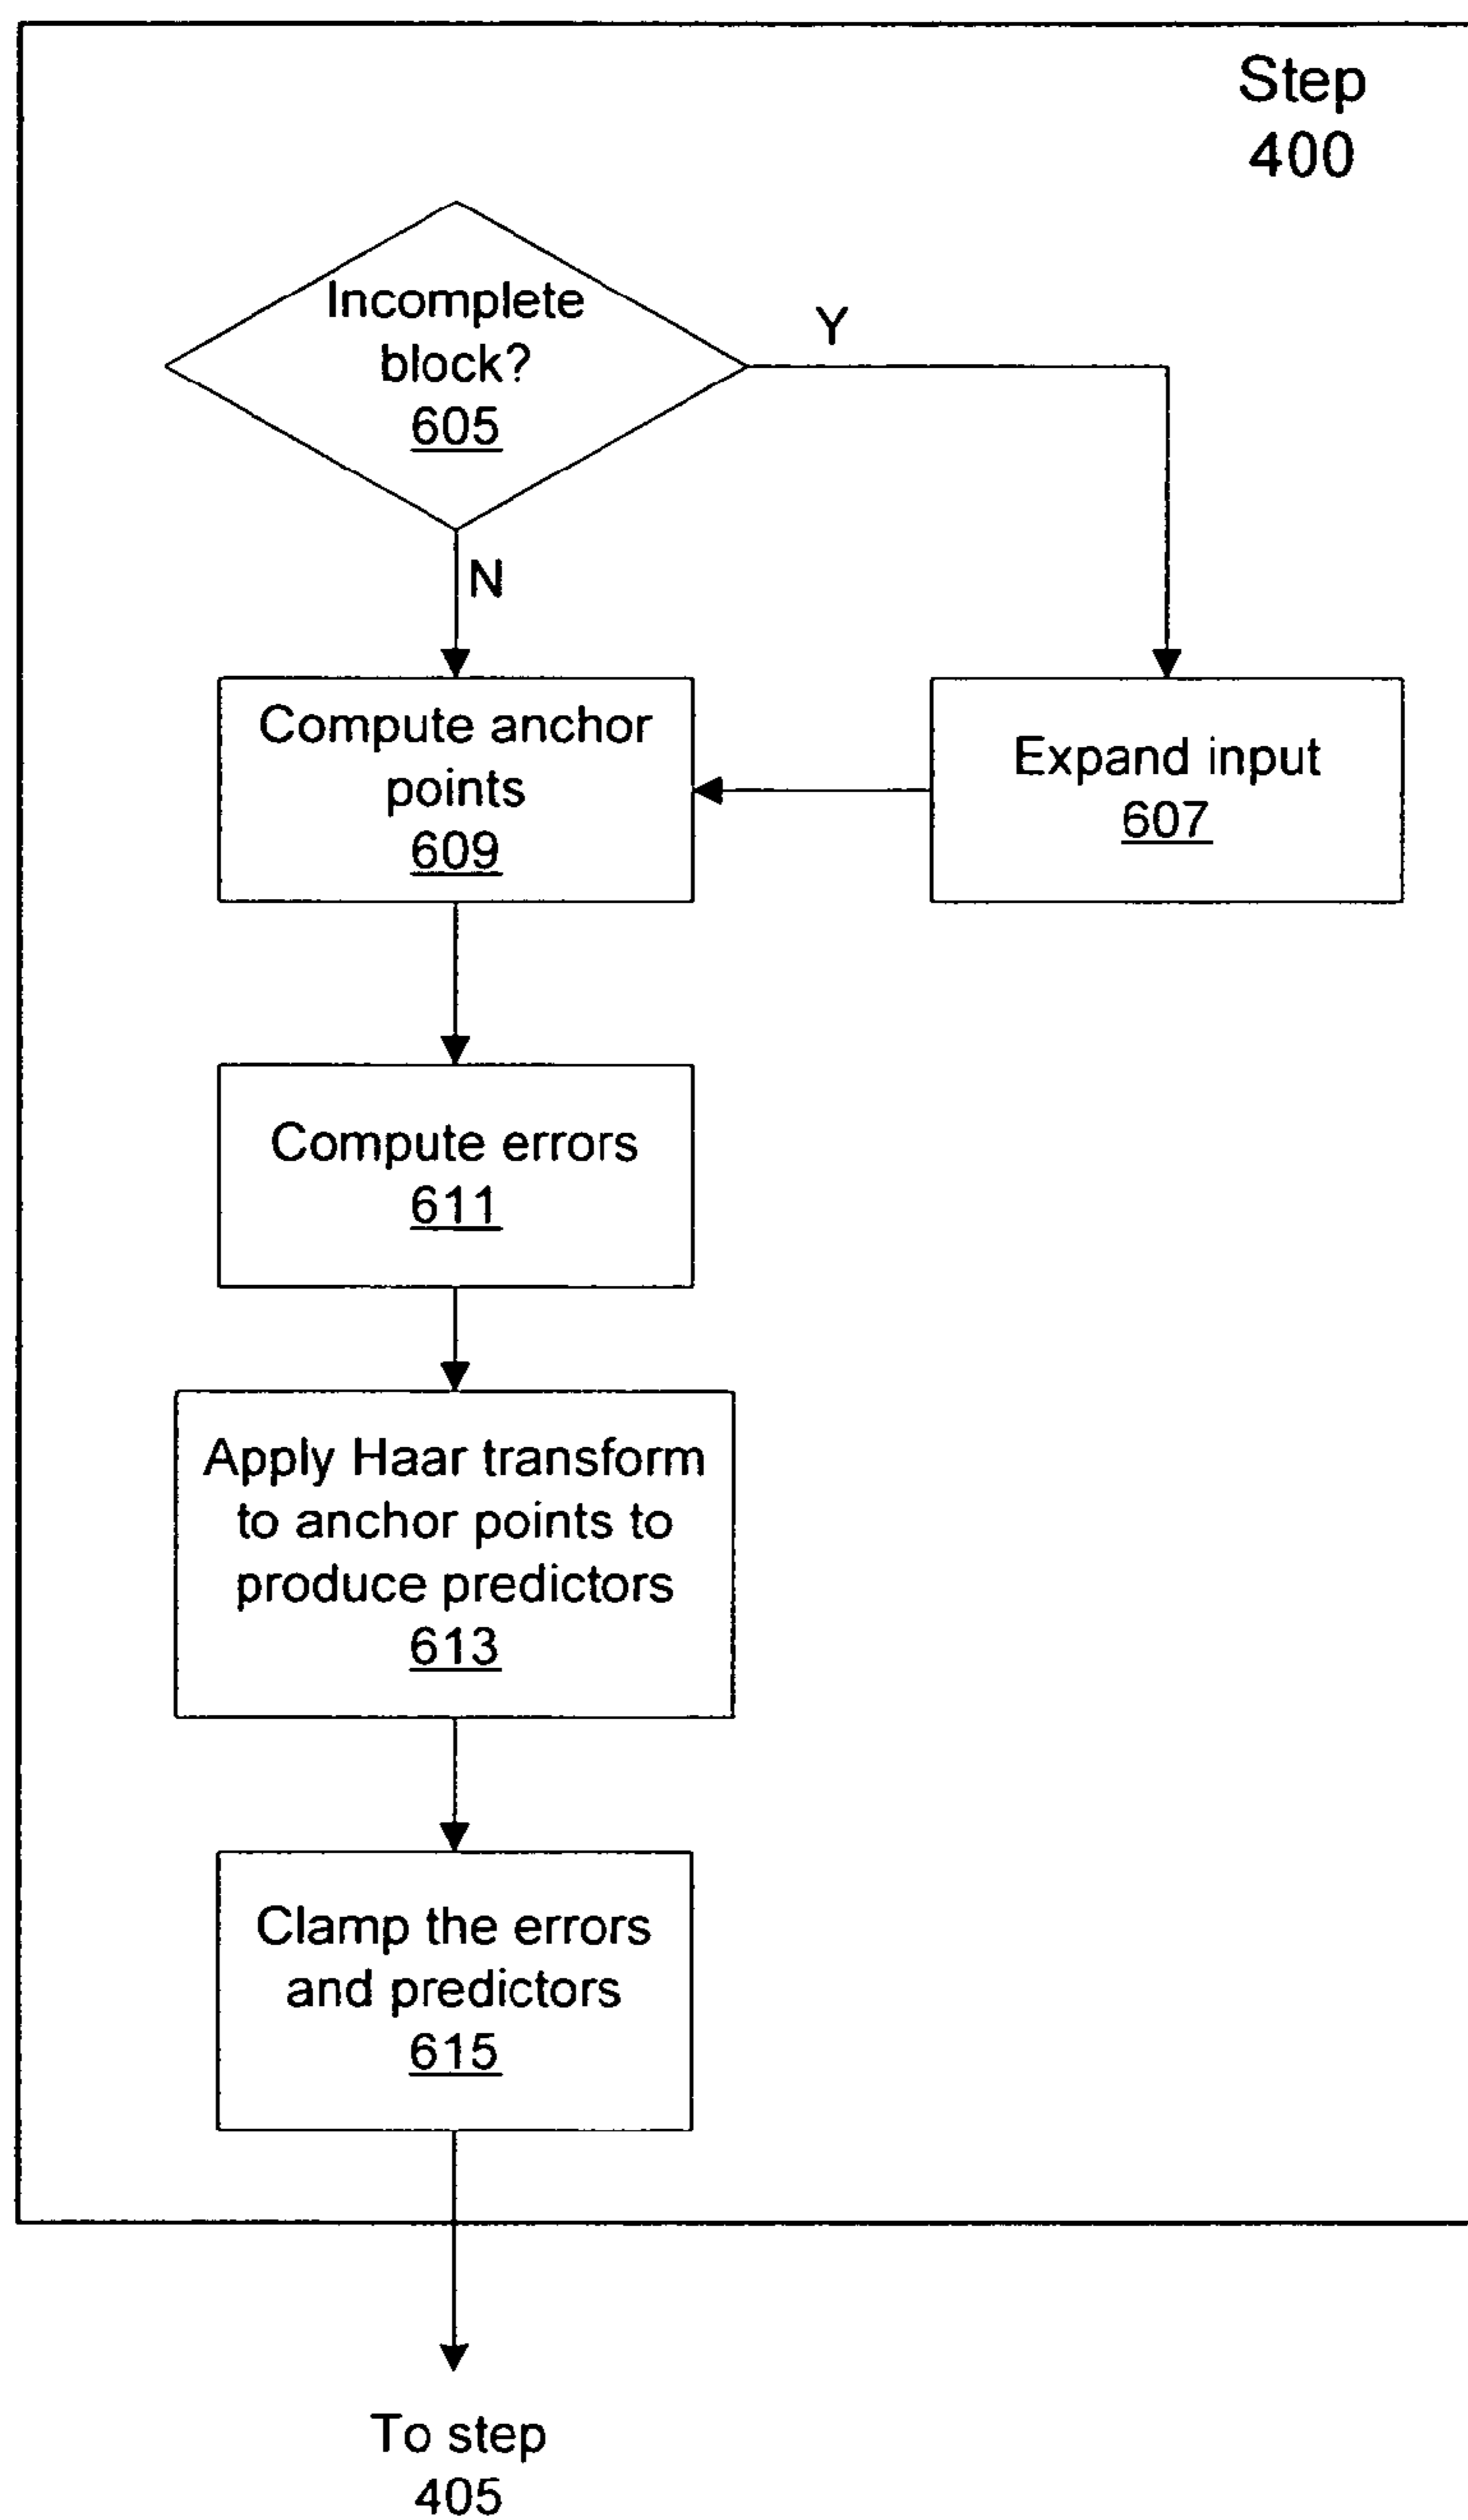 Step
400
Incomplete
block?
605
Y
N
Compute anchor
points
609
Expand input
607
Compute errors
611
Apply Haar transform
to anchor points to
produce predictors
613
Clamp the errors
and predictors
615
To step
405